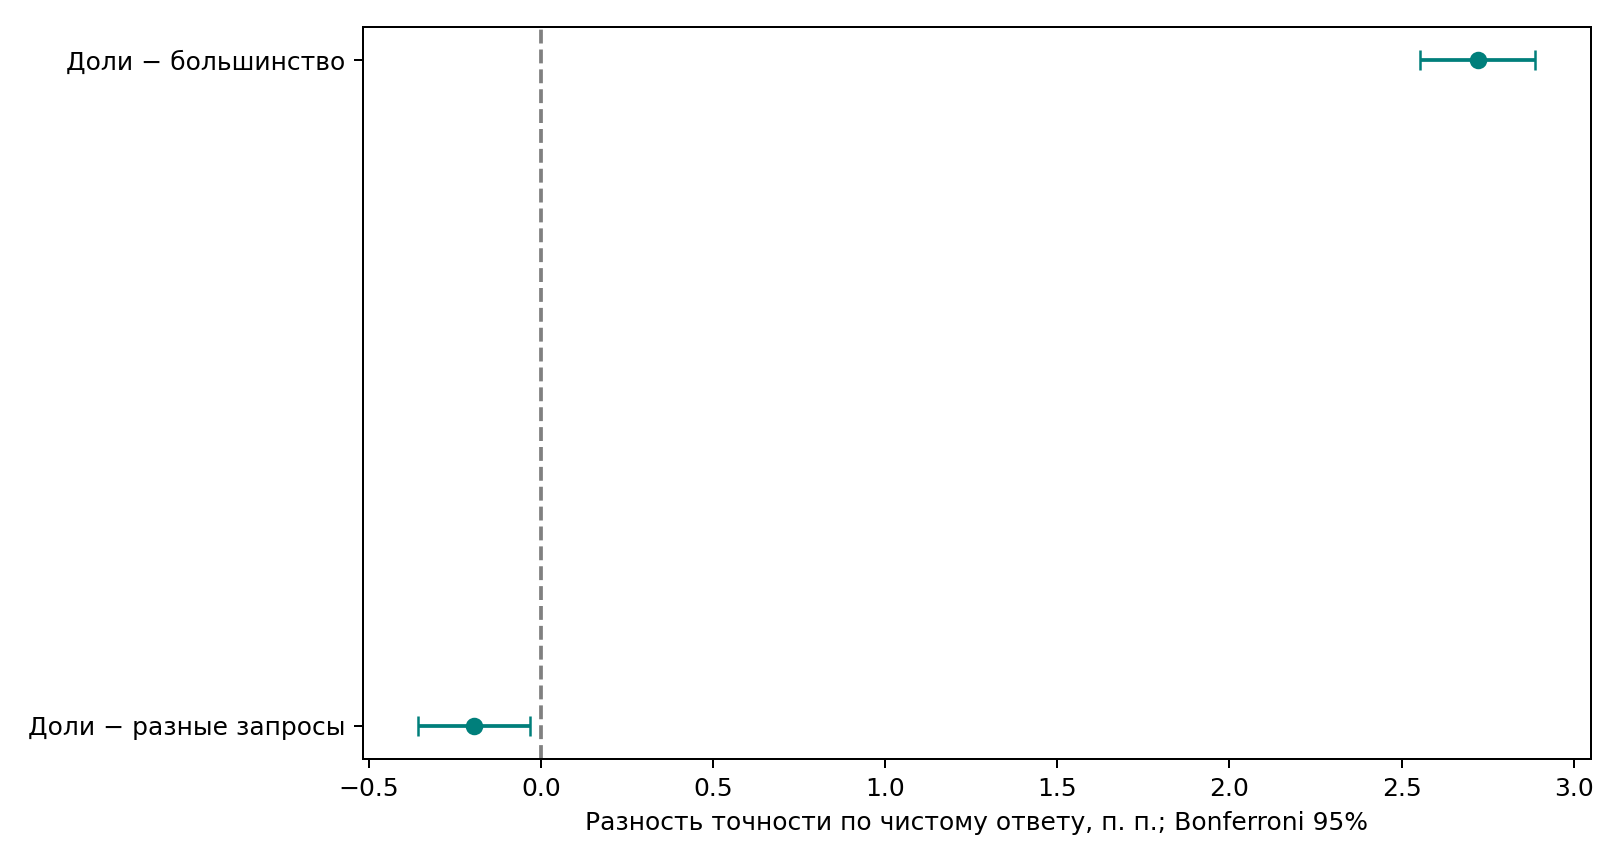 Доли − большинство
Доли − разные запросы
−0.5 0.0 0.5 1.0 1.5 2.0 2.5 3.0
Разность точности по чистому ответу, п. п.; Bonferroni 95%